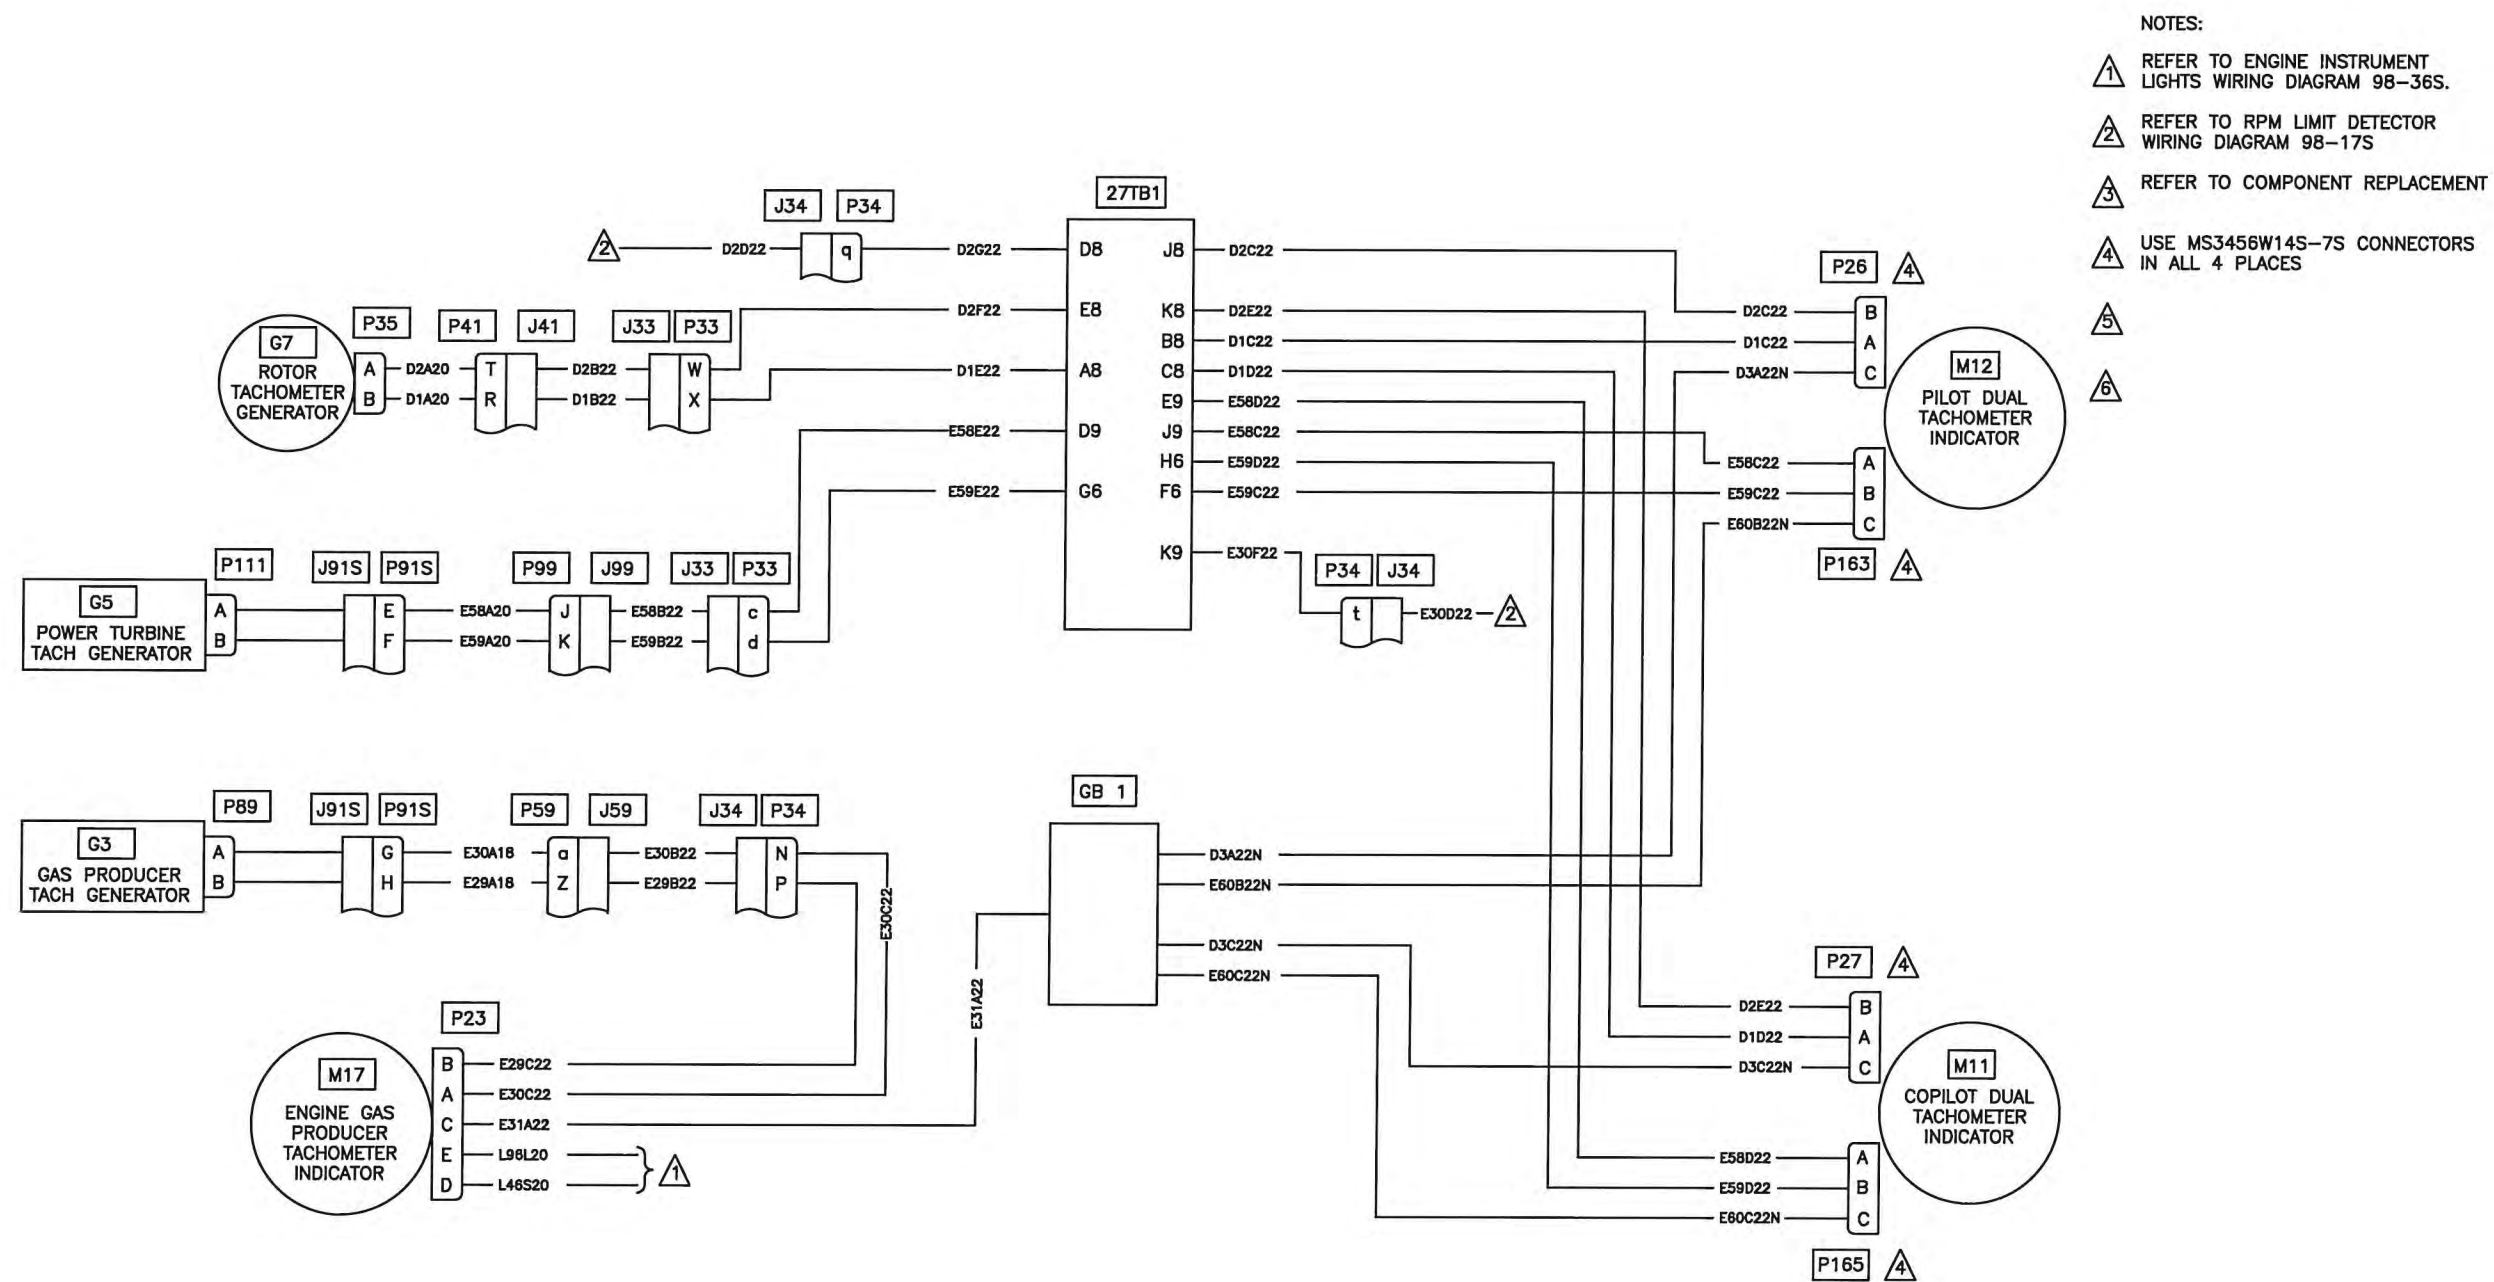 NOTES:
1 REFER TO ENGINE INSTRUMENT
LIGHTS WIRING DIAGRAM 98-36S.
2 REFER TO RPM LIMIT DETECTOR
WIRING DIAGRAM 98-17S
3 REFER TO COMPONENT REPLACEMENT
4 USE MS3456W14S-7S CONNECTORS
IN ALL 4 PLACES
5
6
J34 P34
2 D2D22 q D2G22
G7
ROTOR
TACHOMETER
GENERATOR
P35 P41 J41 J33 P33
A D2A20 T D2B22 W D2F22
B D1A20 R D1B22 X D1E22
E58E22
E59E22
27TB1
D8 J8 D2C22
E8 K8 D2E22
B8 D1C22
A8 C8 D1D22
E9 E58D22
D9 J9 E58C22
H6 E59D22
G6 F6 E59C22
K9 E30F22
P34 J34
t E30D22 2
P26 4
D2C22 B
D1C22 A
D3A22N C
M12
PILOT DUAL
TACHOMETER
INDICATOR
E58C22 A
E59C22 B
E60B22N C
P163 4
P111 J91S P91S P99 J99 J33 P33
G5
POWER TURBINE
TACH GENERATOR
A E E58A20 J E58B22 c
B F E59A20 K E59B22 d
P89 J91S P91S P59 J59 J34 P34
G3
GAS PRODUCER
TACH GENERATOR
A G E30A18 a E30B22 N
B H E29A18 Z E29B22 P
E30C22
E31A22
GB 1
D3A22N
E60B22N
D3C22N
E60C22N
P23
M17
ENGINE GAS
PRODUCER
TACHOMETER
INDICATOR
B E29C22
A E30C22
C E31A22
E L98L20
D L46S20
1
P27 4
D2E22 B
D1D22 A
D3C22N C
M11
COPILOT DUAL
TACHOMETER
INDICATOR
E58D22 A
E59D22 B
E60C22N C
P165 4